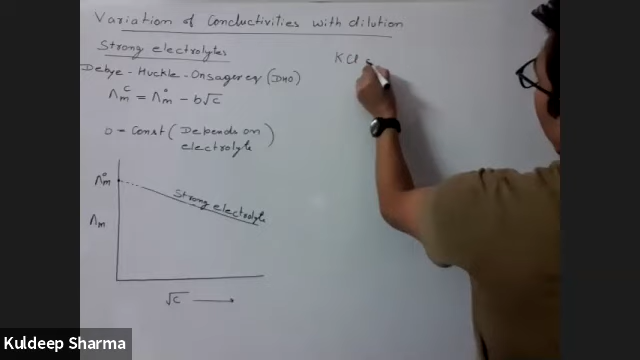 Variation of Conductivities with dilution
Strong electrolytes
Debye - Huckle - Onsager eq (DHO)
Λm^c = Λm° - b√c
b = Const (Depends on electrolyte)
Λm°
Strong electrolyte
Λm
√c →
KCl
Kuldeep Sharma